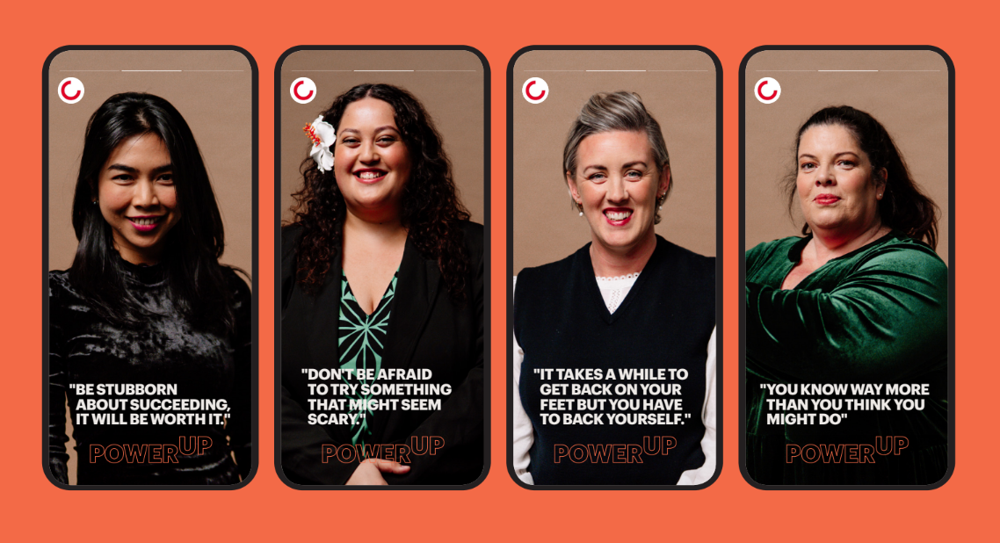 "BE STUBBORN
ABOUT SUCCEEDING,
IT WILL BE WORTH IT."
POWERUP
"DON'T BE AFRAID
TO TRY SOMETHING
THAT MIGHT SEEM
SCARY."
POWERUP
"IT TAKES A WHILE TO
GET BACK ON YOUR
FEET BUT YOU HAVE
TO BACK YOURSELF."
POWERUP
"YOU KNOW WAY MORE
THAN YOU THINK YOU
MIGHT DO"
POWERUP